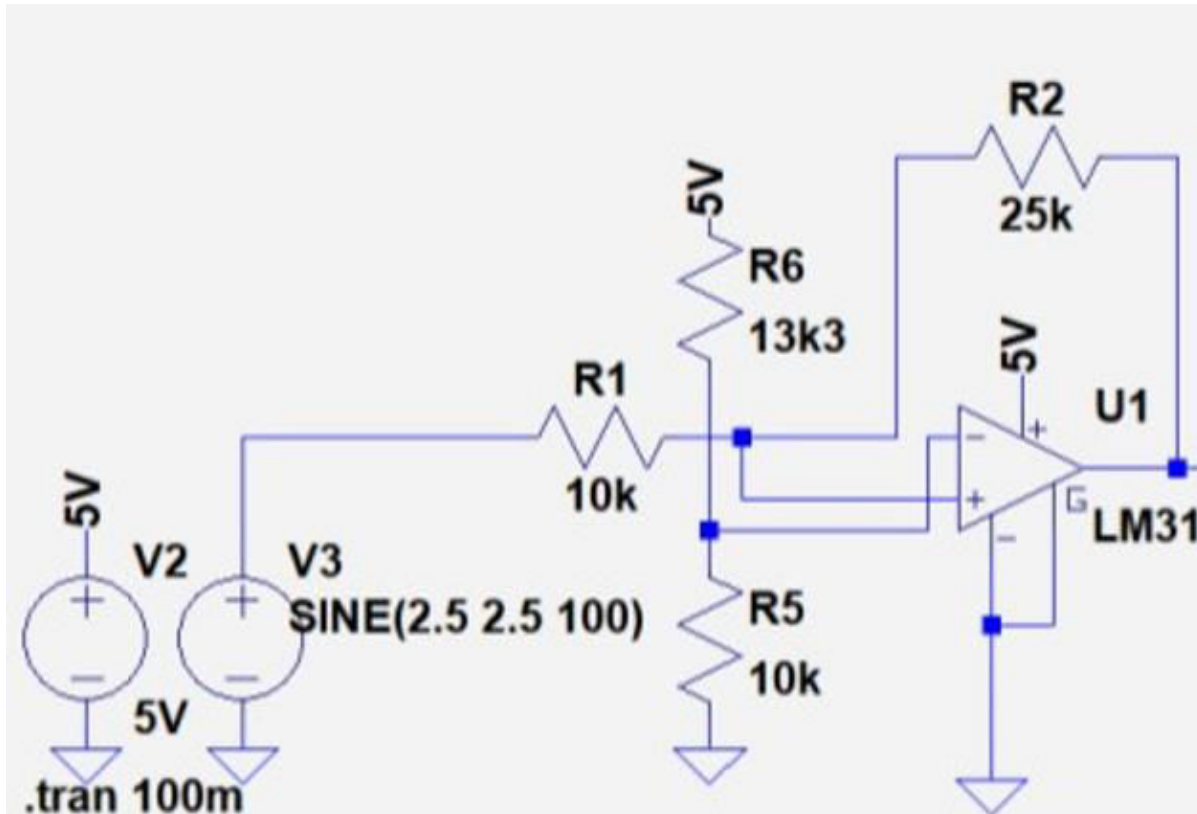 R2
25k
5V
R6
13k3
5V
R1
10k
U1
+
−
+
G
−
LM31
5V
V2
+
−
5V
V3
+
−
SINE(2.5 2.5 100)
R5
10k
.tran 100m